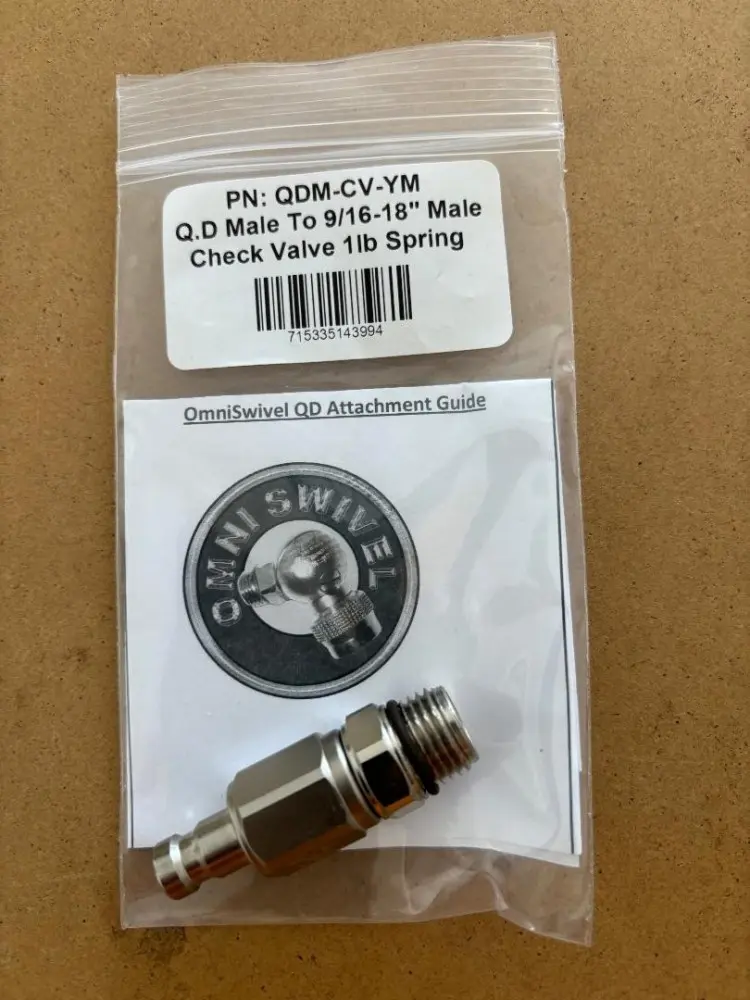 PN: QDM-CV-YM
Q.D Male To 9/16-18" Male
Check Valve 1lb Spring
715335143994
OmniSwivel QD Attachment Guide
OMNI SWIVEL